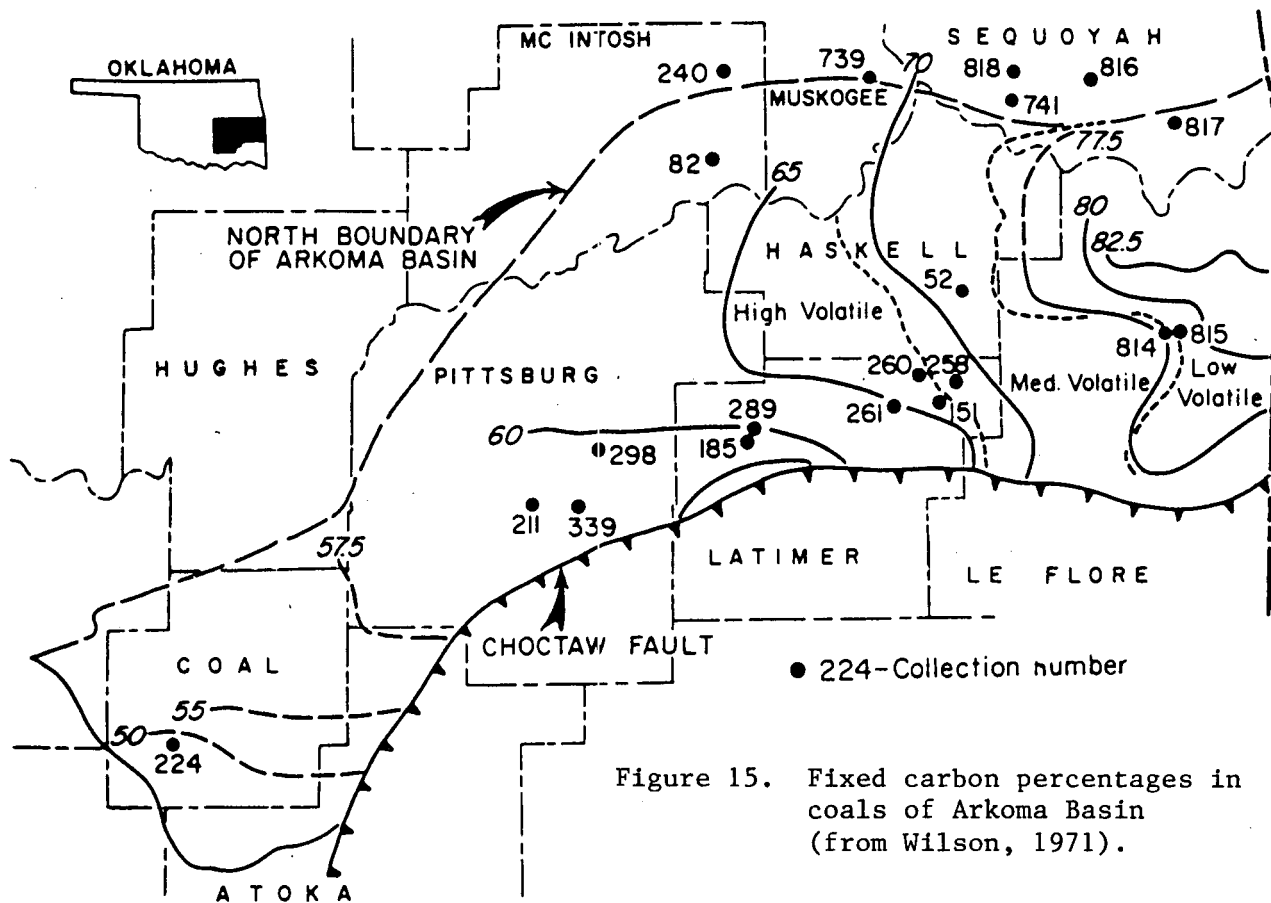 OKLAHOMA
MC INTOSH
240
739
MUSKOGEE
70
SEQUOYAH
818
816
741
817
77.5
82
65
80
82.5
NORTH BOUNDARY
OF ARKOMA BASIN
HASKELL
52
High Volatile
HUGHES
PITTSBURG
260
258
814
815
Med. Volatile
Low
Volatile
261
151
289
185
60
298
211
339
57.5
LATIMER
LE FLORE
CHOCTAW FAULT
COAL
224-Collection number
55
50
224
ATOKA
Figure 15. Fixed carbon percentages in
coals of Arkoma Basin
(from Wilson, 1971).